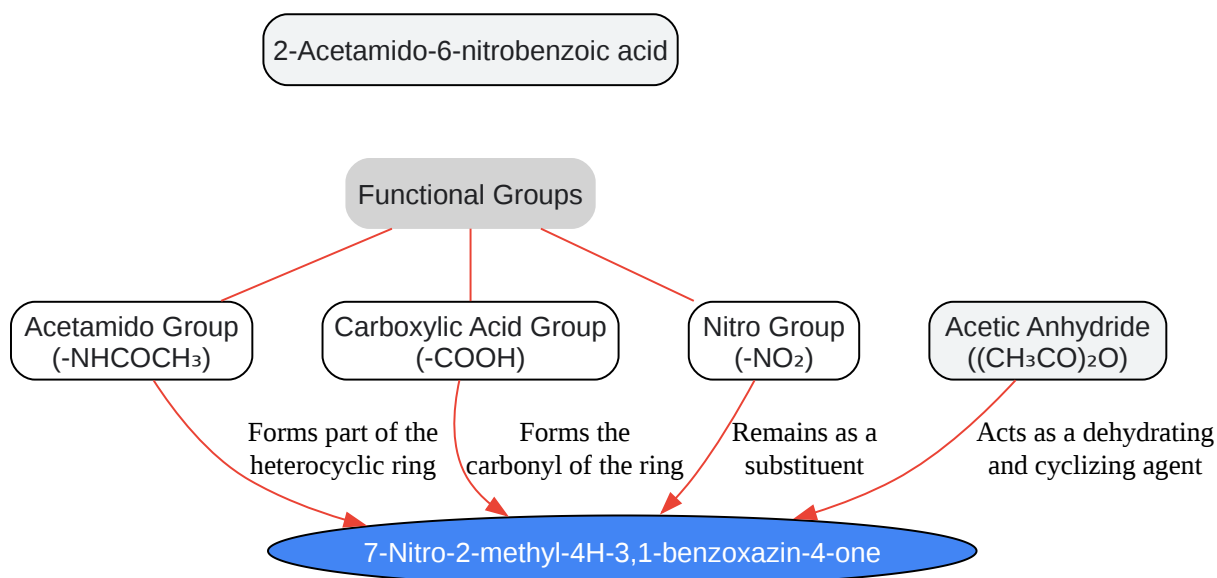 2-Acetamido-6-nitrobenzoic acid
Functional Groups
Acetamido Group
(-NHCOCH₃)
Carboxylic Acid Group
(-COOH)
Nitro Group
(-NO₂)
Acetic Anhydride
((CH₃CO)₂O)
Forms part of the
heterocyclic ring
Forms the
carbonyl of the ring
Remains as a
substituent
Acts as a dehydrating
and cyclizing agent
7-Nitro-2-methyl-4H-3,1-benzoxazin-4-one